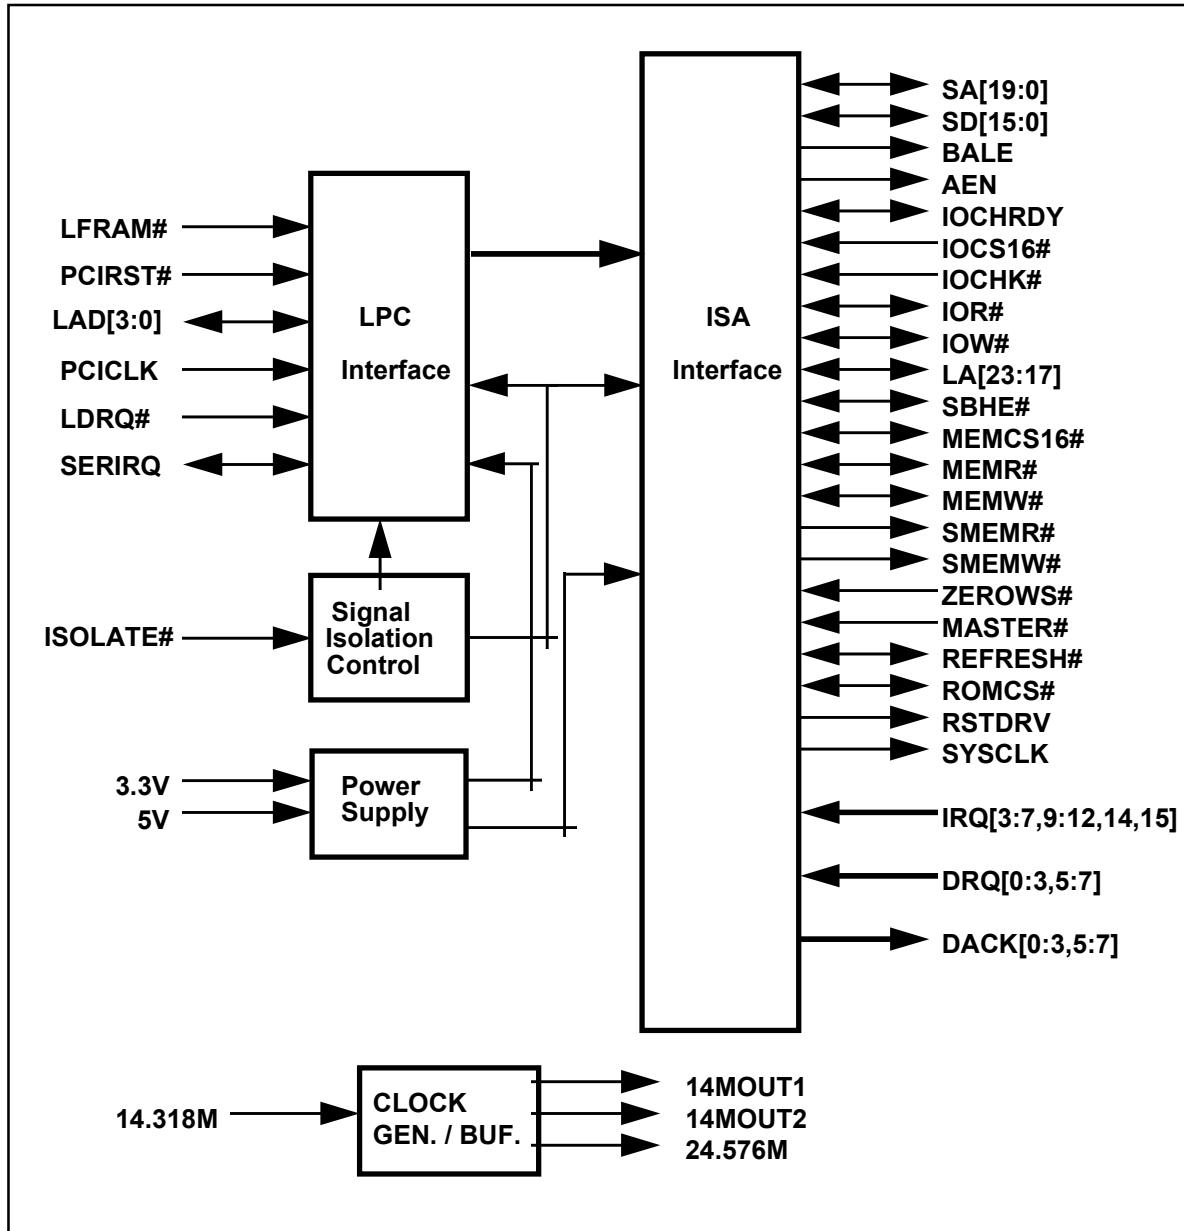 LFRAM#
PCIRST#
LAD[3:0]
PCICLK
LDRQ#
SERIRQ
ISOLATE#
3.3V
5V
LPC
Interface
Signal
Isolation
Control
Power
Supply
ISA
Interface
SA[19:0]
SD[15:0]
BALE
AEN
IOCHRDY
IOCS16#
IOCHK#
IOR#
IOW#
LA[23:17]
SBHE#
MEMCS16#
MEMR#
MEMW#
SMEMR#
SMEMW#
ZEROWS#
MASTER#
REFRESH#
ROMCS#
RSTDRV
SYSCLK
IRQ[3:7,9:12,14,15]
DRQ[0:3,5:7]
DACK[0:3,5:7]
14.318M
CLOCK
GEN. / BUF.
14MOUT1
14MOUT2
24.576M